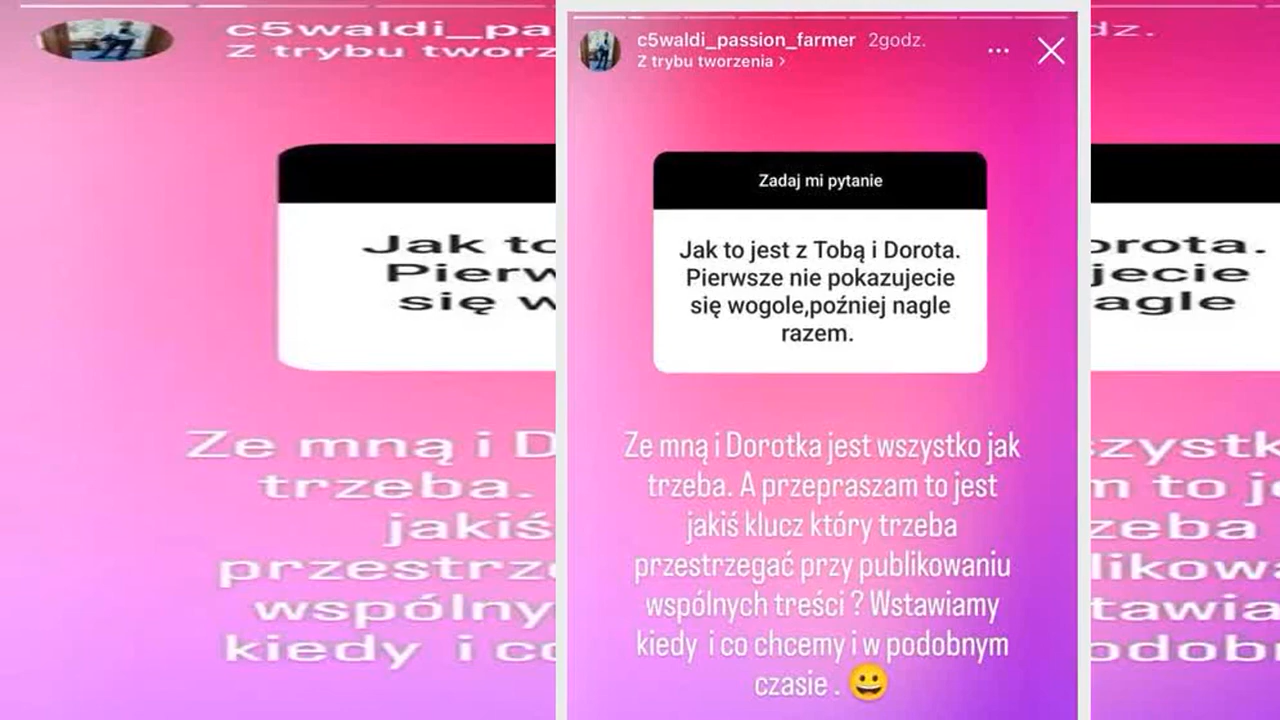 c5waldi_passion_farmer 2godz.
Z trybu tworzenia >
Zadaj mi pytanie
Jak to jest z Tobą i Dorota.
Pierwsze nie pokazujecie
się wogole,poźniej nagle
razem.
Ze mną i Dorotka jest wszystko jak
trzeba. A przepraszam to jest
jakiś klucz który trzeba
przestrzegać przy publikowaniu
wspólnych treści ? Wstawiamy
kiedy i co chcemy i w podobnym
czasie . 😀